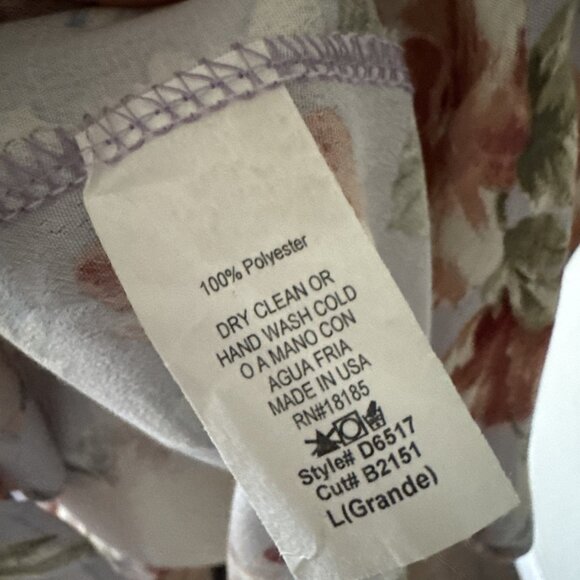 100% Polyester
DRY CLEAN OR
HAND WASH COLD
O A MANO CON
AGUA FRIA
MADE IN USA
RN#18185
Style# D6517
Cut# B2151
L(Grande)